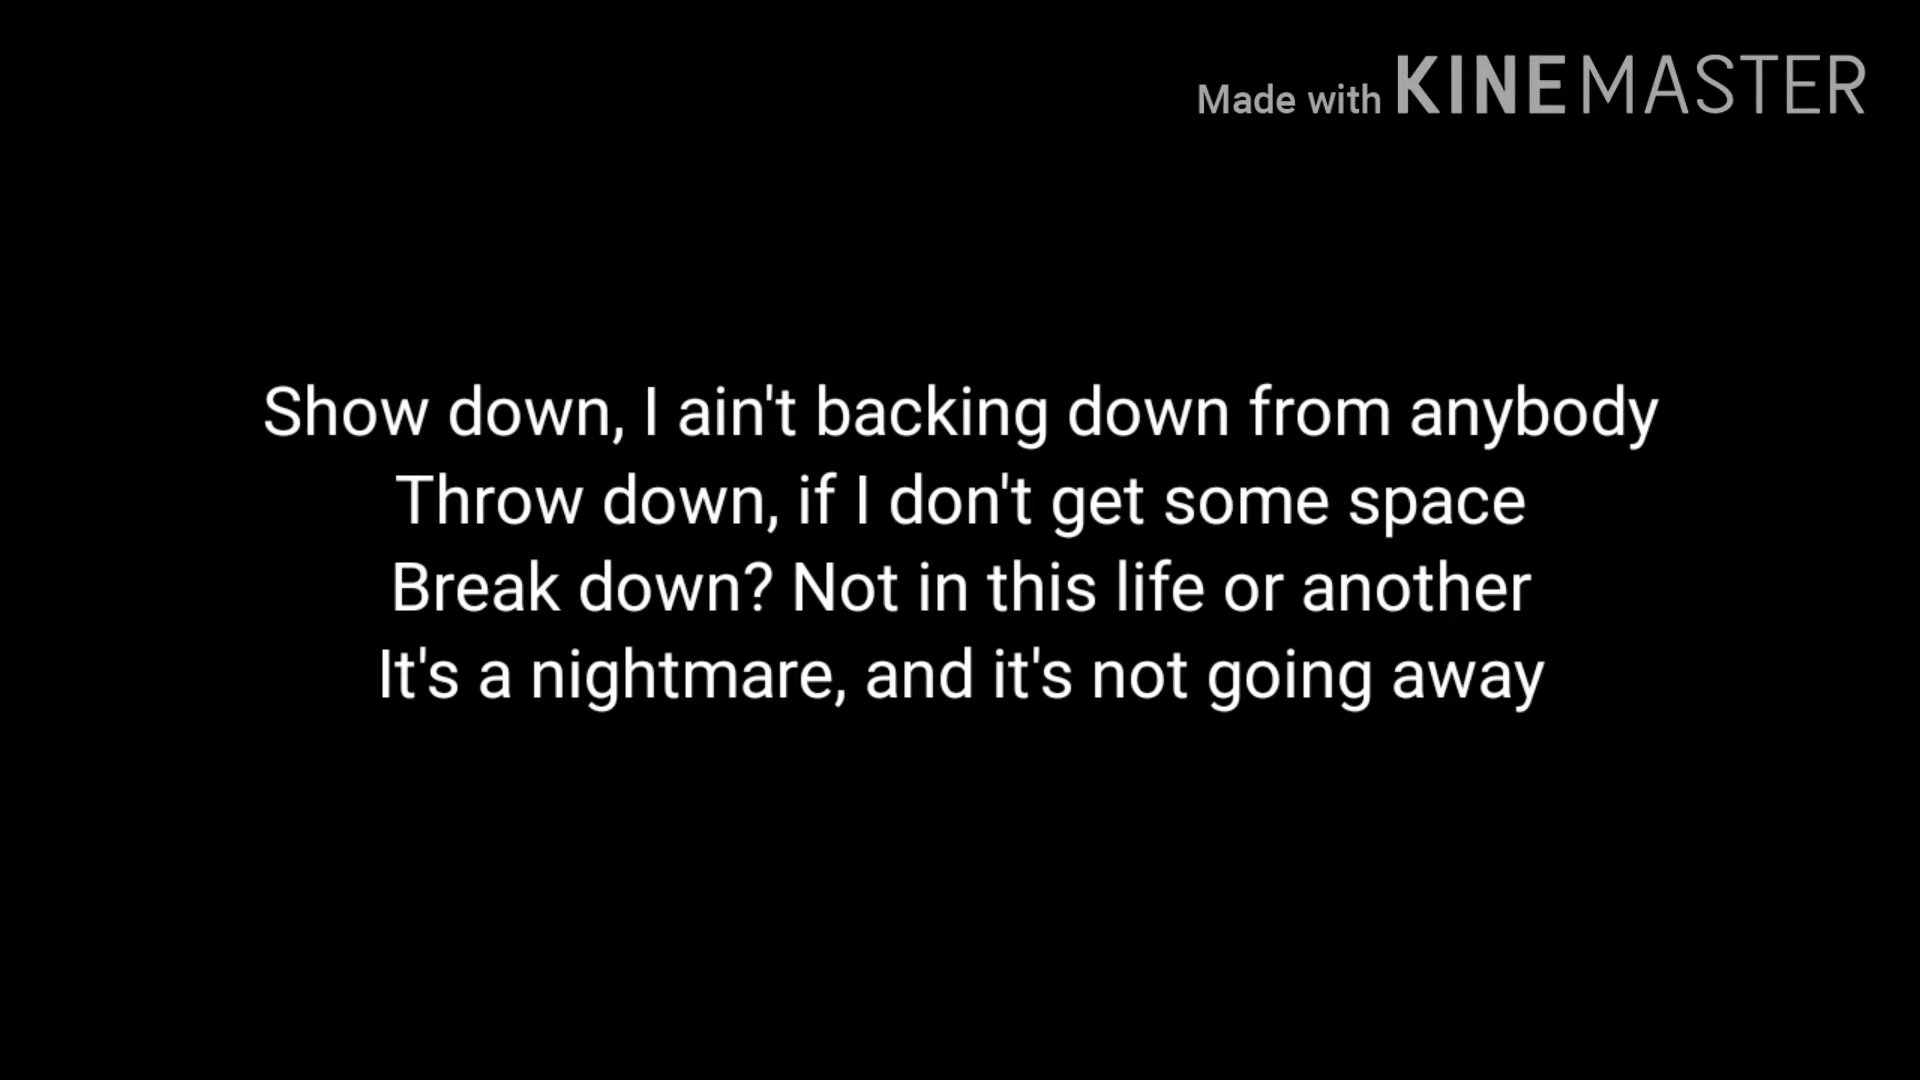 Made with KINEMASTER
Show down, I ain't backing down from anybody
Throw down, if I don't get some space
Break down? Not in this life or another
It's a nightmare, and it's not going away